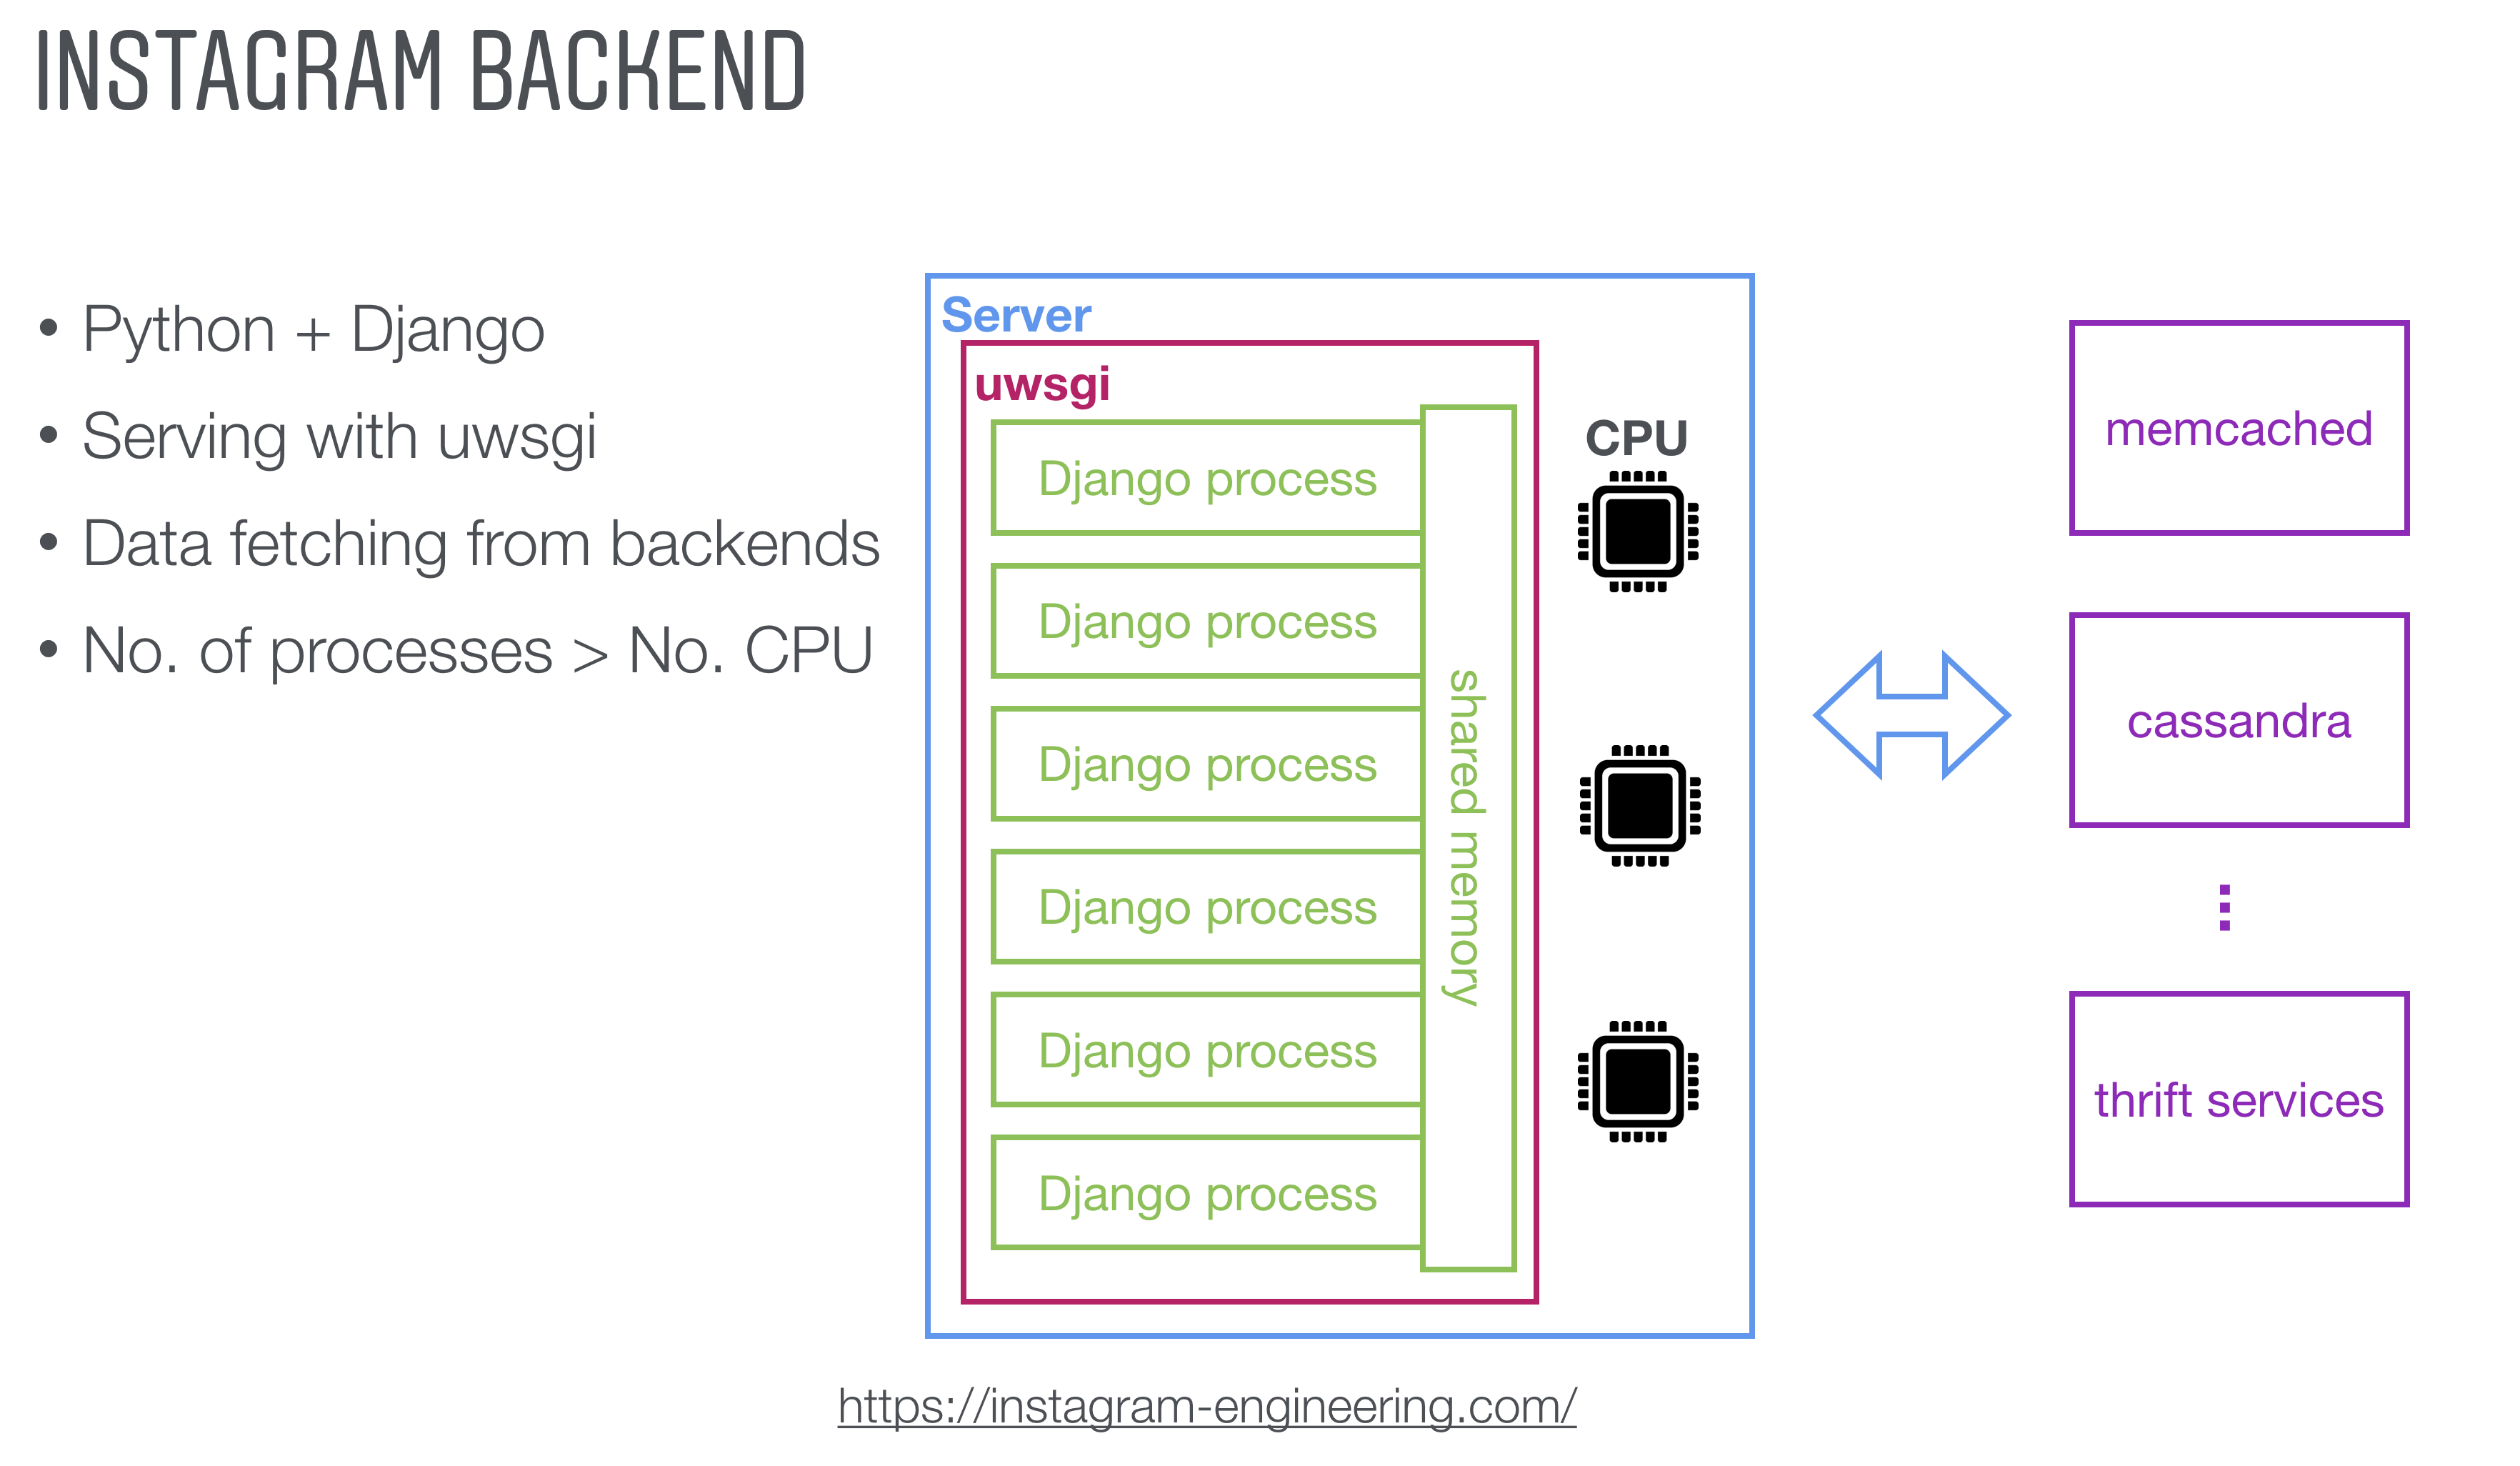 INSTAGRAM BACKEND
• Python + Django
• Serving with uwsgi
• Data fetching from backends
• No. of processes > No. CPU
Server
uwsgi
Django process
Django process
Django process
Django process
Django process
Django process
shared memory
CPU
memcached
cassandra
thrift services
https://instagram-engineering.com/